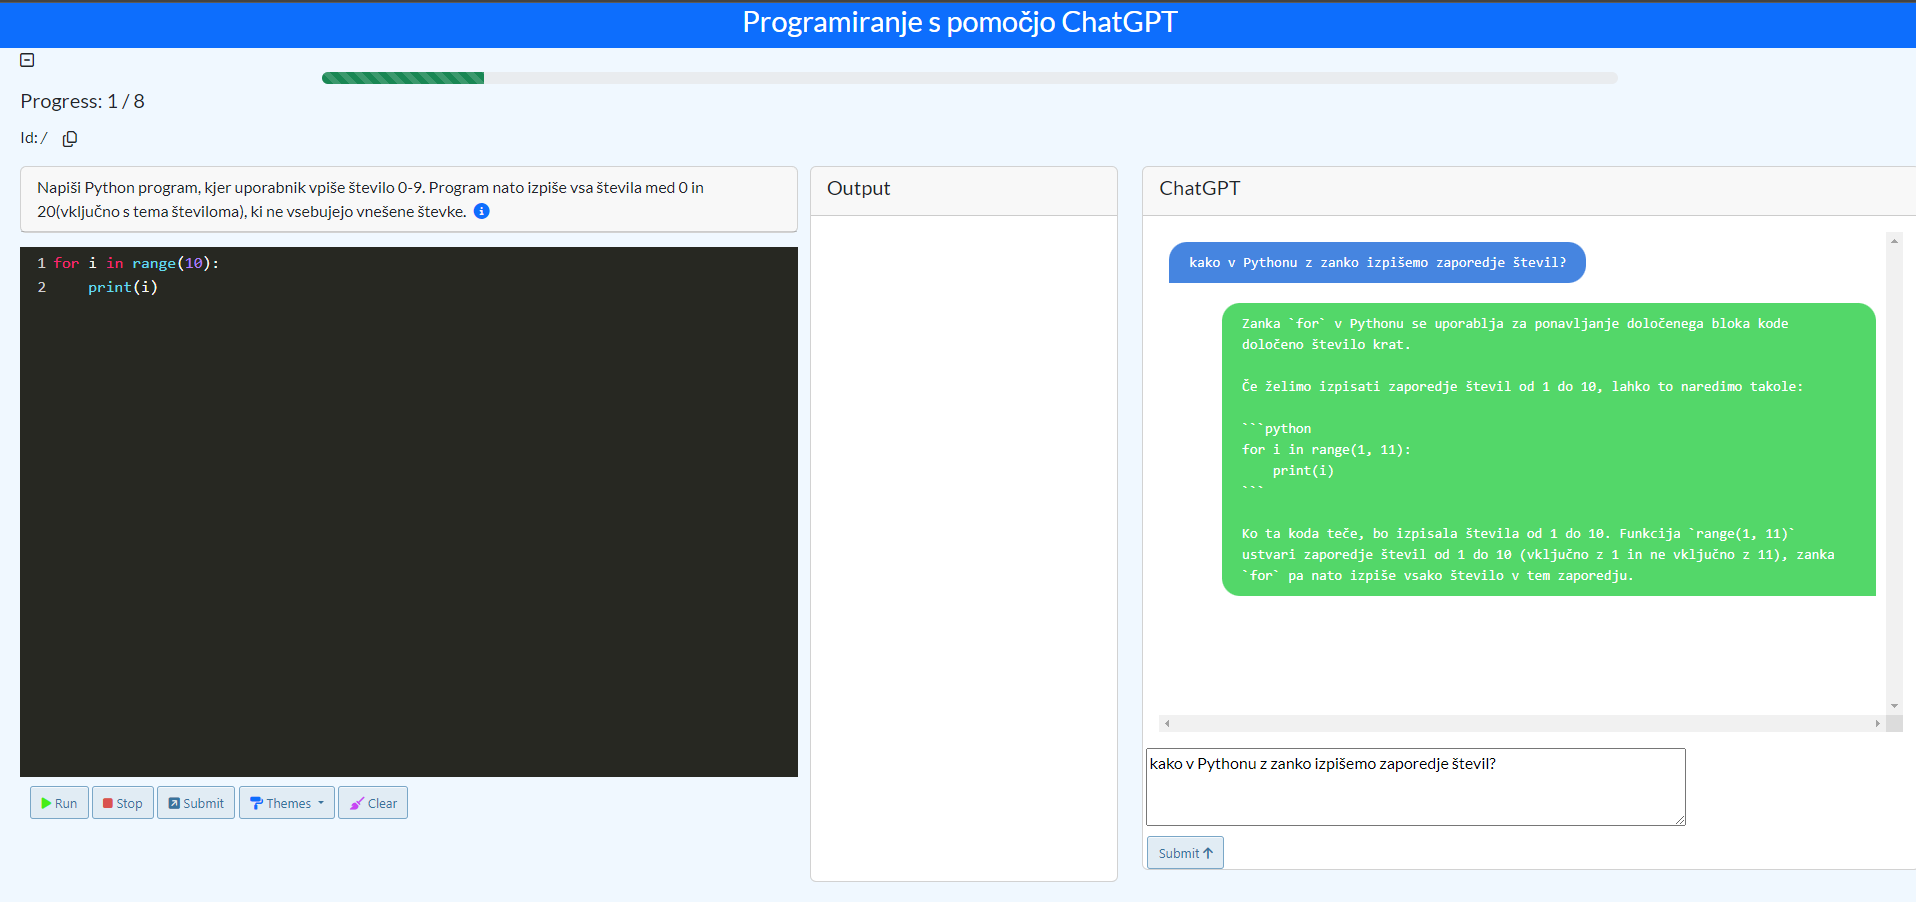 Programiranje s pomočjo ChatGPT
Progress: 1 / 8
Id: /
Napiši Python program, kjer uporabnik vpiše število 0-9. Program nato izpiše vsa števila med 0 in
20(vključno s tema številoma), ki ne vsebujejo vnešene števke.
1 for i in range(10):
2     print(i)
Run
Stop
Submit
Themes
Clear
Output
ChatGPT
kako v Pythonu z zanko izpišemo zaporedje števil?
Zanka `for` v Pythonu se uporablja za ponavljanje določenega bloka kode
določeno število krat.
Če želimo izpisati zaporedje števil od 1 do 10, lahko to naredimo takole:
```python
for i in range(1, 11):
    print(i)
```
Ko ta koda teče, bo izpisala števila od 1 do 10. Funkcija `range(1, 11)`
ustvari zaporedje števil od 1 do 10 (vključno z 1 in ne vključno z 11), zanka
`for` pa nato izpiše vsako število v tem zaporedju.
kako v Pythonu z zanko izpišemo zaporedje števil?
Submit